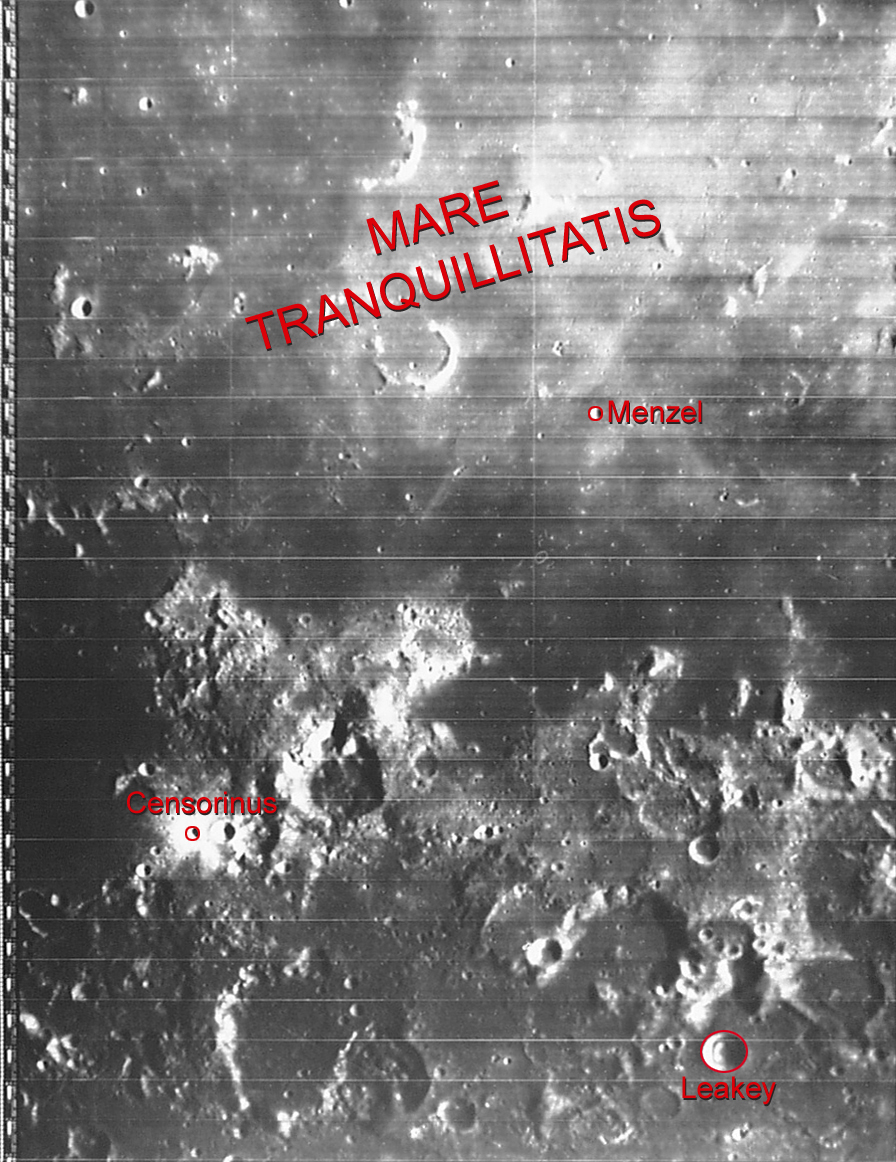 MARE
TRANQUILLITATIS
Menzel
Censorinus
Leakey